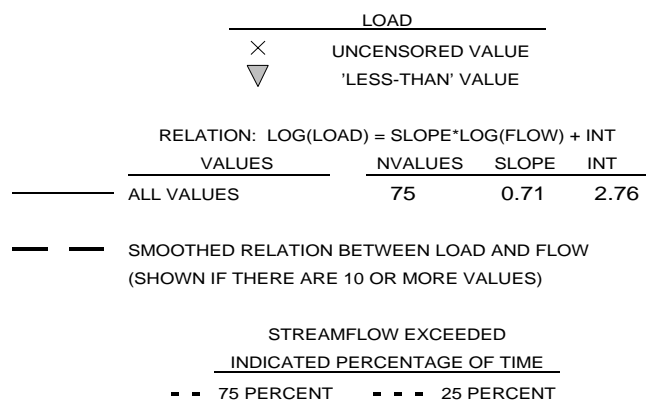 LOAD
UNCENSORED VALUE
'LESS-THAN' VALUE
RELATION: LOG(LOAD) = SLOPE*LOG(FLOW) + INT
VALUES NVALUES SLOPE INT
ALL VALUES 75 0.71 2.76
SMOOTHED RELATION BETWEEN LOAD AND FLOW
(SHOWN IF THERE ARE 10 OR MORE VALUES)
STREAMFLOW EXCEEDED
INDICATED PERCENTAGE OF TIME
75 PERCENT 25 PERCENT